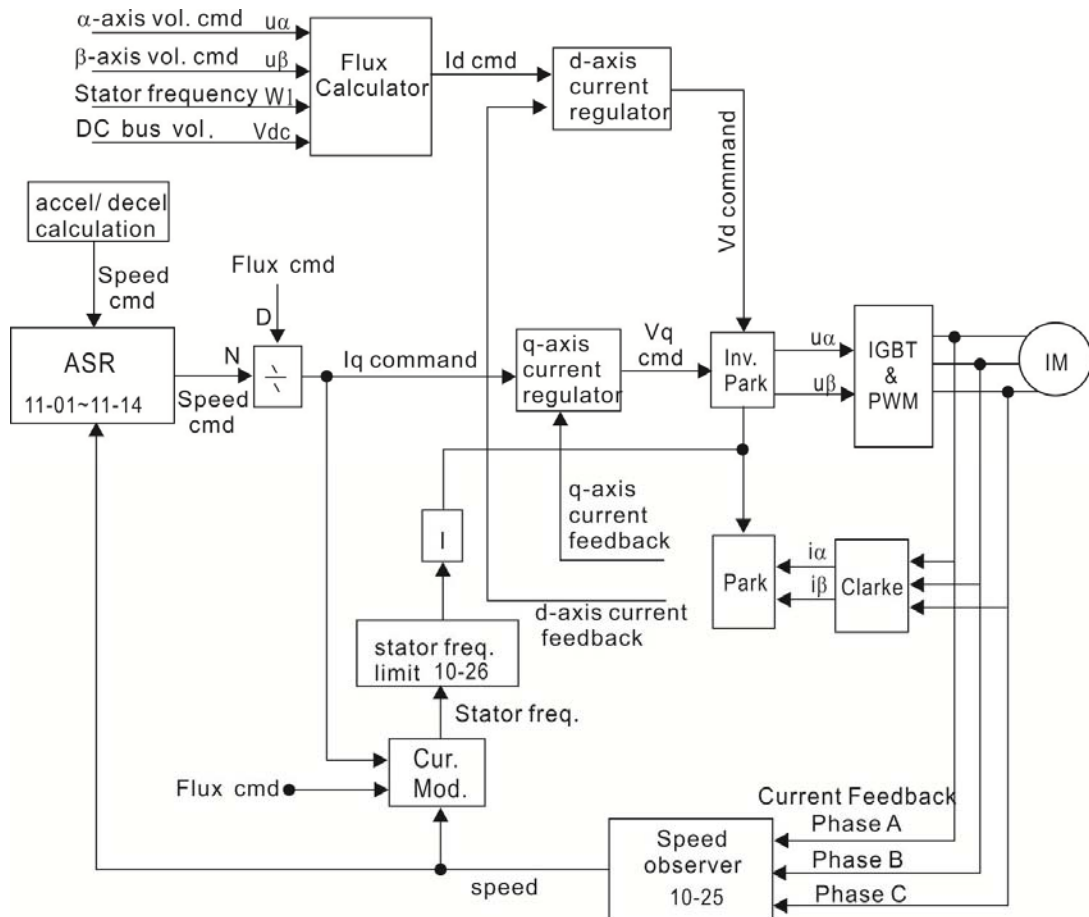 α-axis vol. cmd uα
β-axis vol. cmd uβ
Stator frequency W1
DC bus vol. Vdc
Flux
Calculator
Id cmd
d-axis
current
regulator
Vd command
accel/ decel
calculation
Speed
cmd
Flux cmd
D
ASR
11-01~11-14
N
Speed
cmd
Iq command
q-axis
current
regulator
Vq
cmd
Inv.
Park
uα
uβ
IGBT
&
PWM
IM
q-axis
current
feedback
I
Park
iα
iβ
Clarke
d-axis current
feedback
stator freq.
limit 10-26
Stator freq.
Cur.
Mod.
Flux cmd
Current Feedback
Phase A
Phase B
Phase C
Speed
observer
10-25
speed